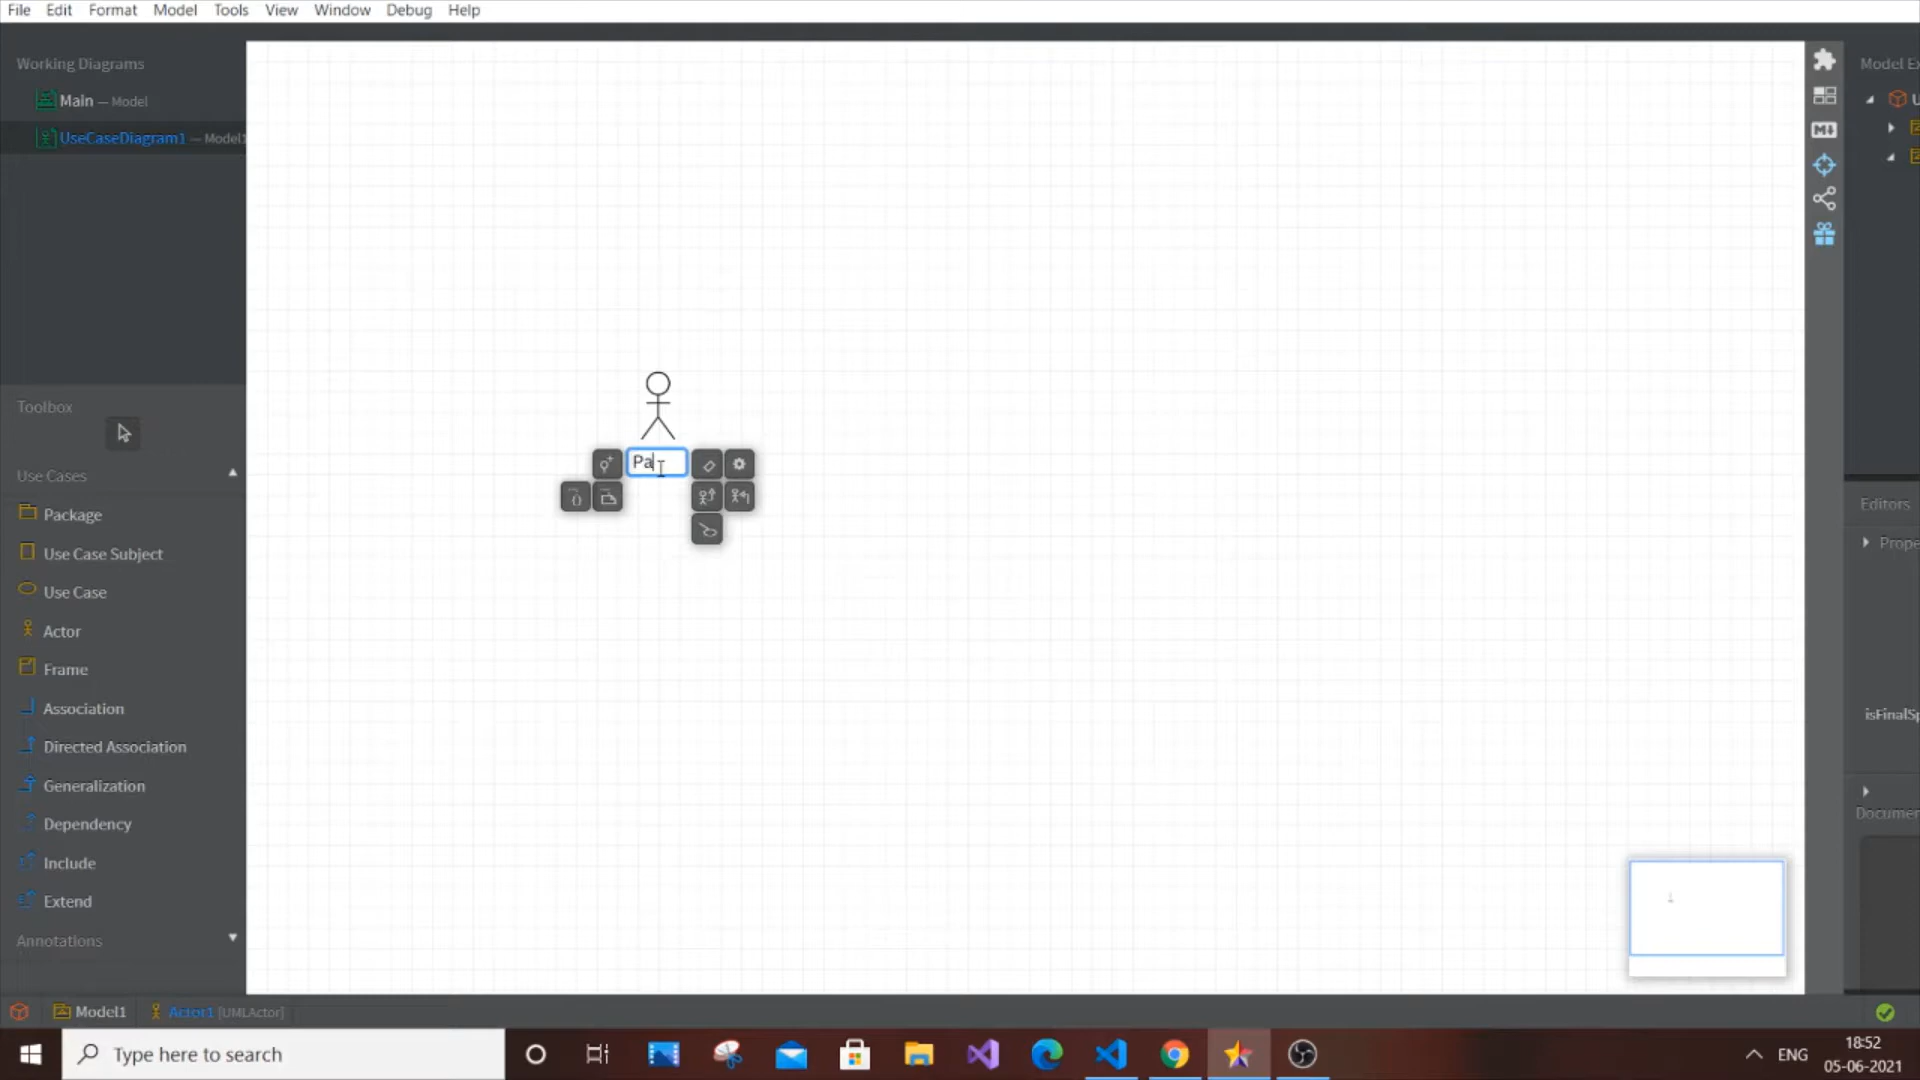 File Edit Format Model Tools View Window Debug Help
Working Diagrams
Main — Model
UseCaseDiagram1 — Model1
Toolbox
Use Cases
Package
Use Case Subject
Use Case
Actor
Frame
Association
Directed Association
Generalization
Dependency
Include
Extend
Annotations
Pa
M
Model Ex
U
Editors
Prope
isFinalSp
Documen
Model1 Actor1 [UMLActor]
Type here to search
ENG
18:52
05-06-2021